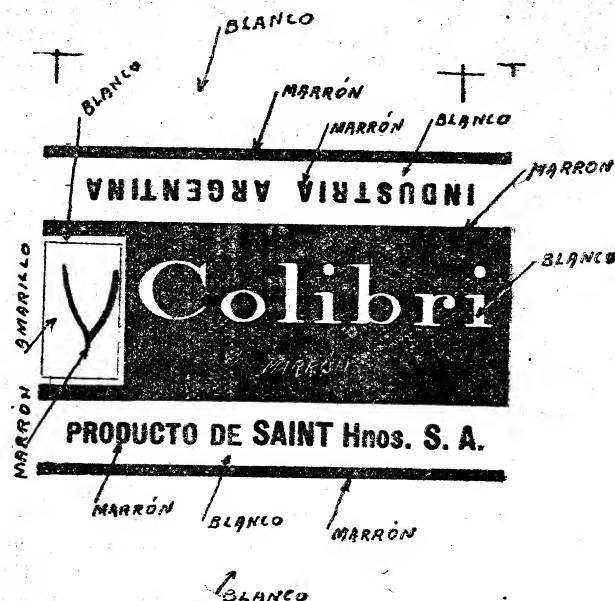 BLANCO
BLANCO
MARRÓN
MARRÓN
BLANCO
MARRON
INDUSTRIA ARGENTINA
BLANCO
AMARILLO
Colibri
MARRON
MARRÓN
PRODUCTO DE SAINT Hnos. S. A.
MARRÓN
BLANCO
MARRÓN
BLANCO